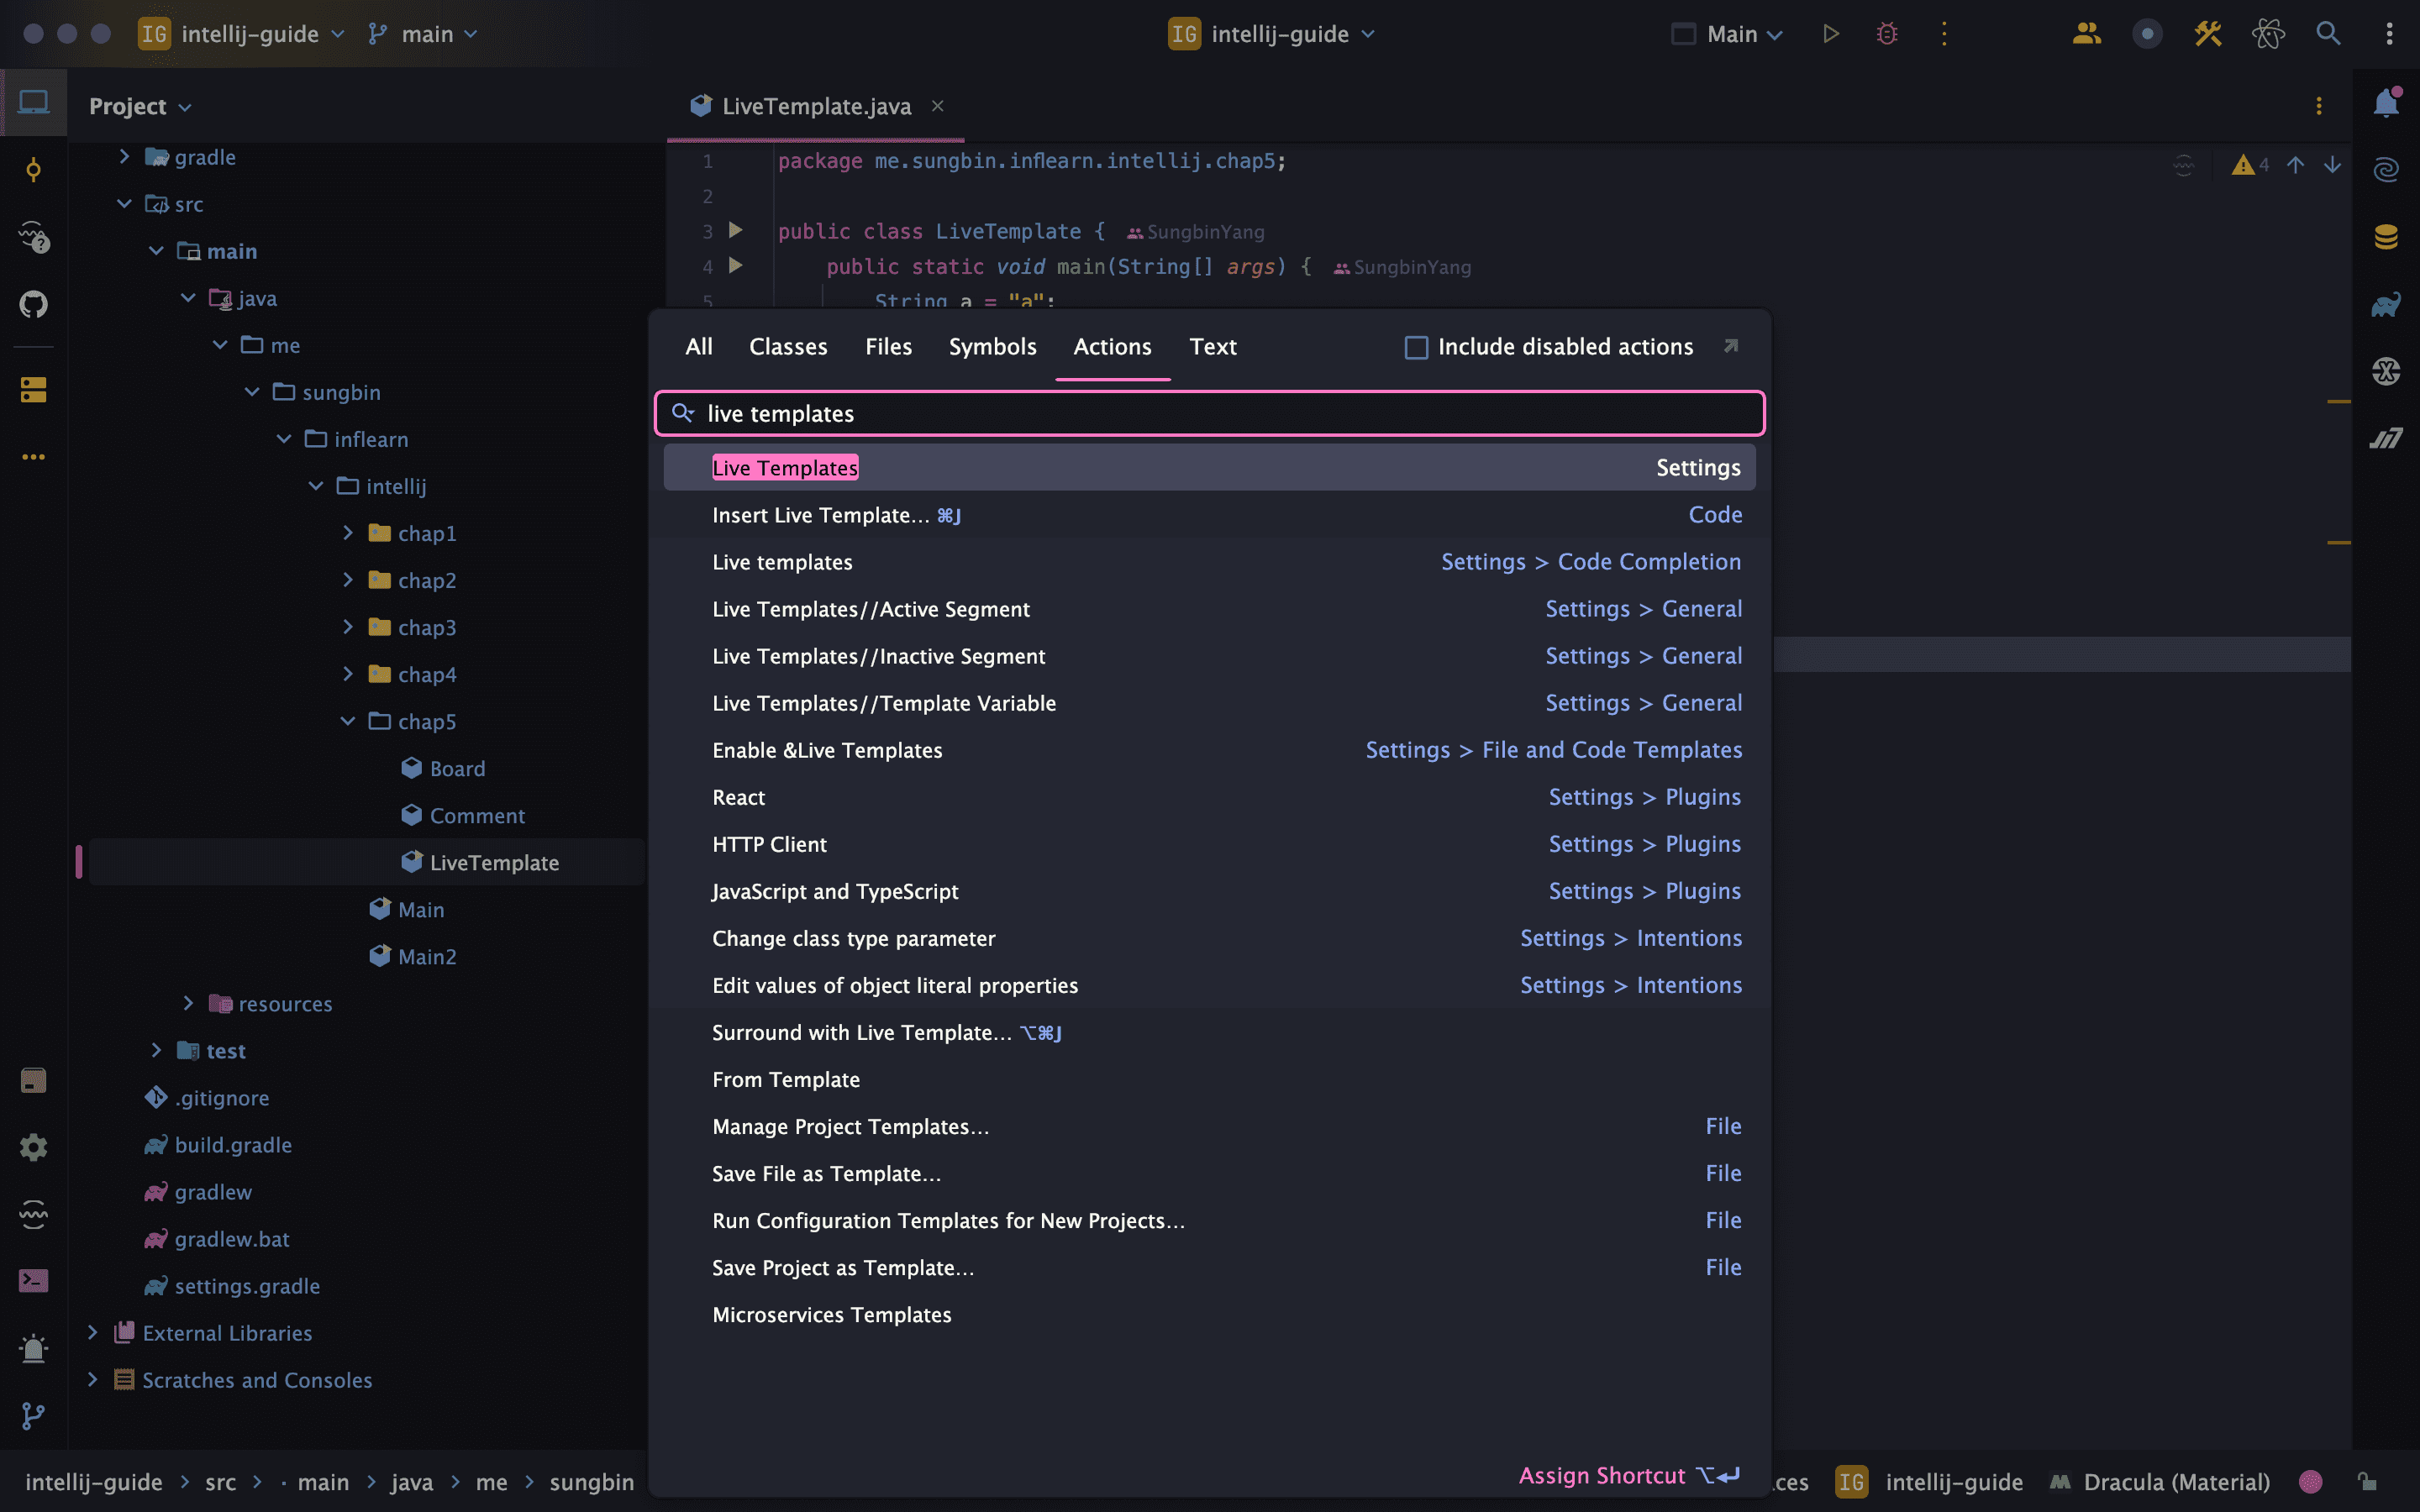 IG intellij-guide main IG intellij-guide Main
Project
gradle
src
main
java
me
sungbin
inflearn
intellij
chap1
chap2
chap3
chap4
chap5
Board
Comment
LiveTemplate
Main
Main2
resources
test
.gitignore
build.gradle
gradlew
gradlew.bat
settings.gradle
External Libraries
Scratches and Consoles
LiveTemplate.java
1 package me.sungbin.inflearn.intellij.chap5;
4
2
3 public class LiveTemplate { SungbinYang
4 public static void main(String[] args) { SungbinYang
5 String a = "a";
All Classes Files Symbols Actions Text Include disabled actions
live templates
Live Templates Settings
Insert Live Template... ⌘J Code
Live templates Settings > Code Completion
Live Templates//Active Segment Settings > General
Live Templates//Inactive Segment Settings > General
Live Templates//Template Variable Settings > General
Enable &Live Templates Settings > File and Code Templates
React Settings > Plugins
HTTP Client Settings > Plugins
JavaScript and TypeScript Settings > Plugins
Change class type parameter Settings > Intentions
Edit values of object literal properties Settings > Intentions
Surround with Live Template... ⌥⌘J
From Template
Manage Project Templates... File
Save File as Template... File
Run Configuration Templates for New Projects... File
Save Project as Template... File
Microservices Templates
Assign Shortcut ⌥↵
intellij-guide > src > main > java > me > sungbin
IG intellij-guide Dracula (Material)